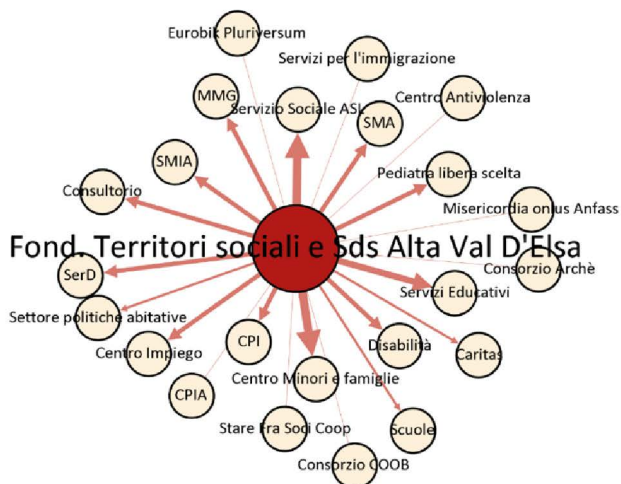 Eurobik Pluriversum
Servizi per l'immigrazione
MMG
Servizio Sociale ASL
Centro Antiviolenza
SMA
SMIA
Pediatra libera scelta
Consultorio
Misericordia onlus Anfass
Fond. Territori sociali e Sds Alta Val D'Elsa
SerD
Consorzio Archè
Servizi Educativi
Settore politiche abitative
CPI
Disabilità
Centro Impiego
Caritas
Centro Minori e famiglie
CPIA
Stare Fra Soci Coop
Scuole
Consorzio COOB